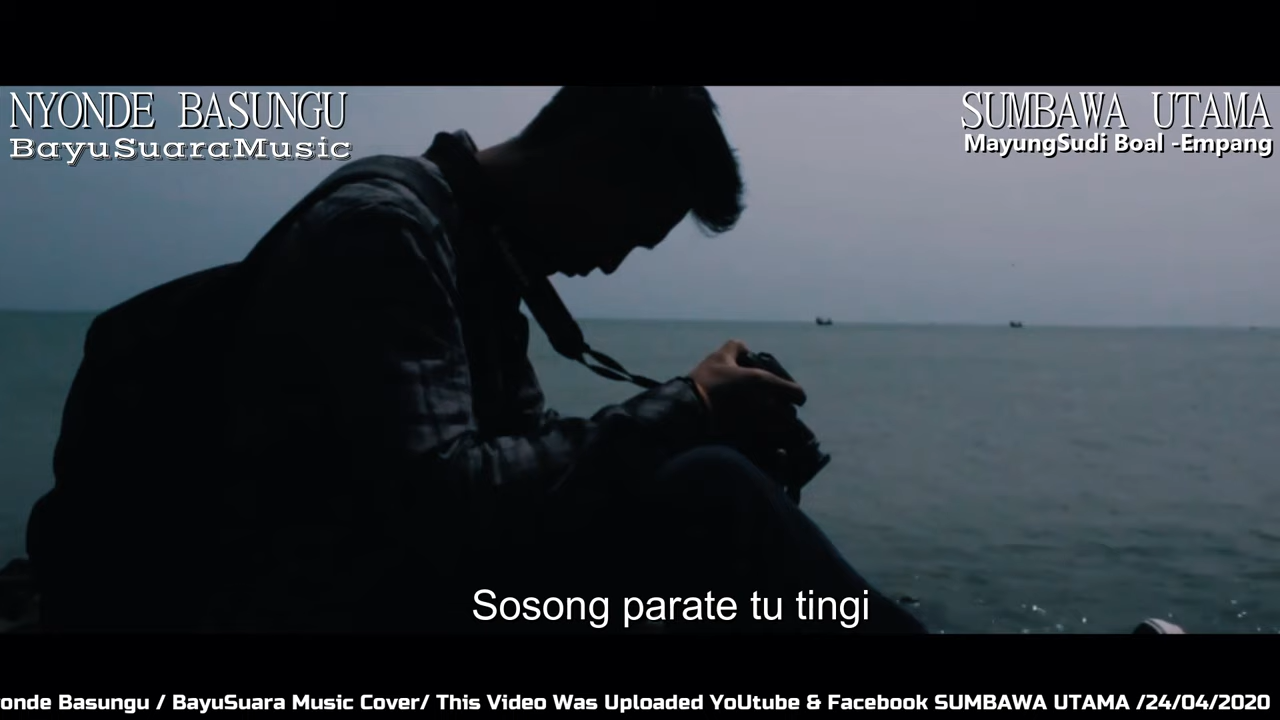 NYONDE BASUNGU
BayuSuaraMusic
SUMBAWA UTAMA
MayungSudi Boal -Empang
Sosong parate tu tingi
onde Basungu / BayuSuara Music Cover/ This Video Was Uploaded YoUtube & Facebook SUMBAWA UTAMA /24/04/2020